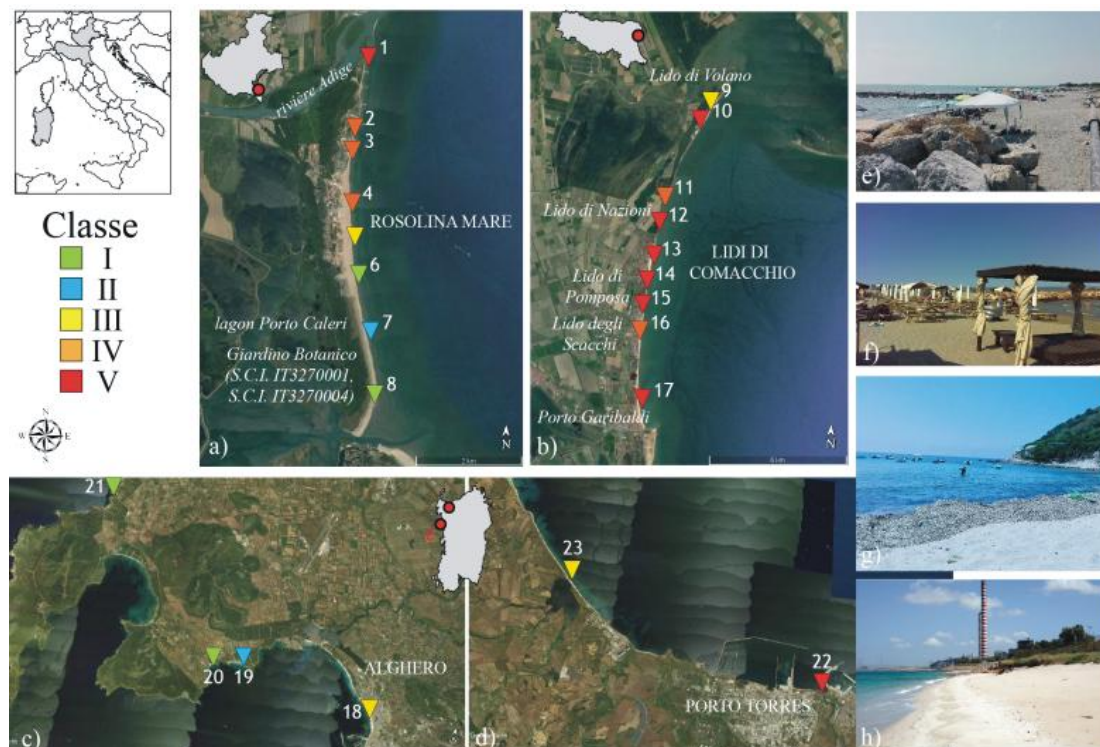 Classe
I
II
III
IV
V
N
W
E
S
1
rivière Adige
2
3
4
ROSOLINA MARE
6
7
lagon Porto Caleri
Giardino Botanico
(S.C.I. IT3270001,
S.C.I. IT3270004)
8
a)
N
Lido di Volano
9
10
11
Lido di Nazioni
12
13
LIDI DI
COMACCHIO
14
Lido di
Pomposa
15
16
Lido degli
Scacchi
17
Porto Garibaldi
b)
N
e)
f)
g)
h)
21
20
19
ALGHERO
18
c)
23
22
PORTO TORRES
d)